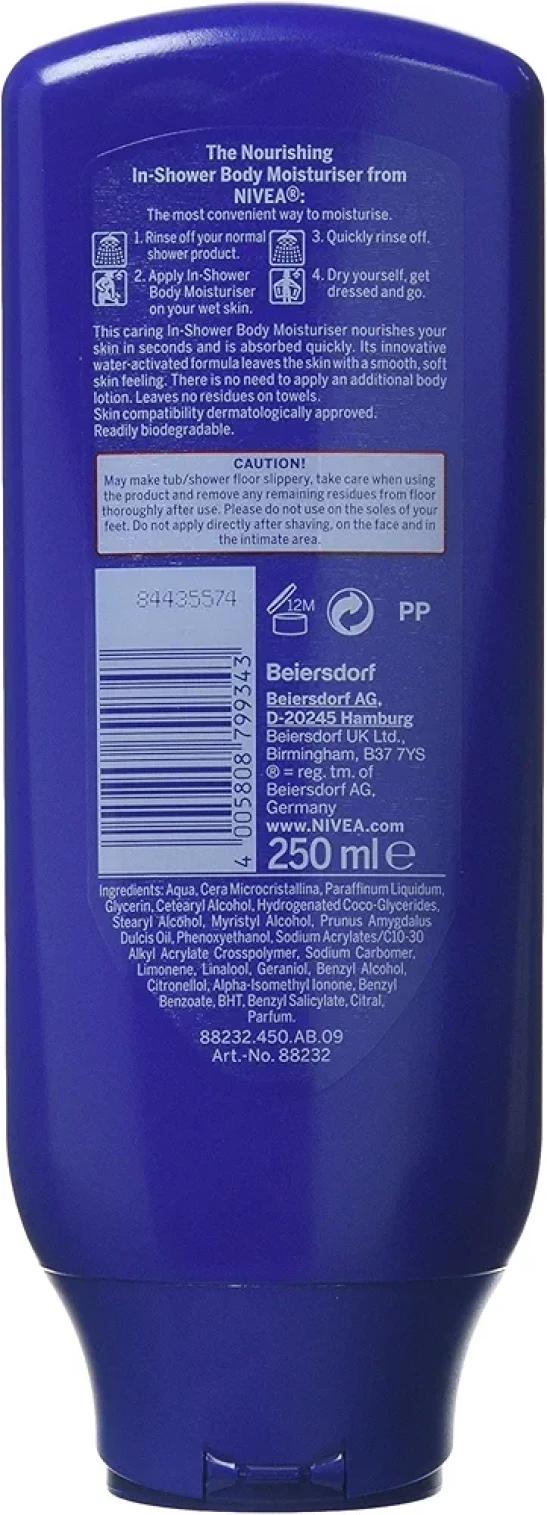 The Nourishing
In-Shower Body Moisturiser from
NIVEA®:
The most convenient way to moisturise.
1. Rinse off your normal
shower product.
2. Apply In-Shower
Body Moisturiser
on your wet skin.
3. Quickly rinse off.
4. Dry yourself, get
dressed and go.
This caring In-Shower Body Moisturiser nourishes your
skin in seconds and is absorbed quickly. Its innovative
water-activated formula leaves the skin with a smooth, soft
skin feeling. There is no need to apply an additional body
lotion. Leaves no residues on towels.
Skin compatibility dermatologically approved.
Readily biodegradable.
CAUTION!
May make tub/shower floor slippery, take care when using
the product and remove any remaining residues from floor
thoroughly after use. Please do not use on the soles of your
feet. Do not apply directly after shaving, on the face and in
the intimate area.
84435574
4 005808 799343
12M
PP
Beiersdorf
Beiersdorf AG,
D-20245 Hamburg
Beiersdorf UK Ltd.,
Birmingham, B37 7YS
® = reg. tm. of
Beiersdorf AG,
Germany
www.NIVEA.com
250 ml e
Ingredients: Aqua, Cera Microcristallina, Paraffinum Liquidum,
Glycerin, Cetearyl Alcohol, Hydrogenated Coco-Glycerides,
Stearyl Alcohol, Myristyl Alcohol, Prunus Amygdalus
Dulcis Oil, Phenoxyethanol, Sodium Acrylates/C10-30
Alkyl Acrylate Crosspolymer, Sodium Carbomer,
Limonene, Linalool, Geraniol, Benzyl Alcohol,
Citronellol, Alpha-Isomethyl Ionone, Benzyl
Benzoate, BHT, Benzyl Salicylate, Citral,
Parfum.
88232.450.AB.09
Art.-No. 88232